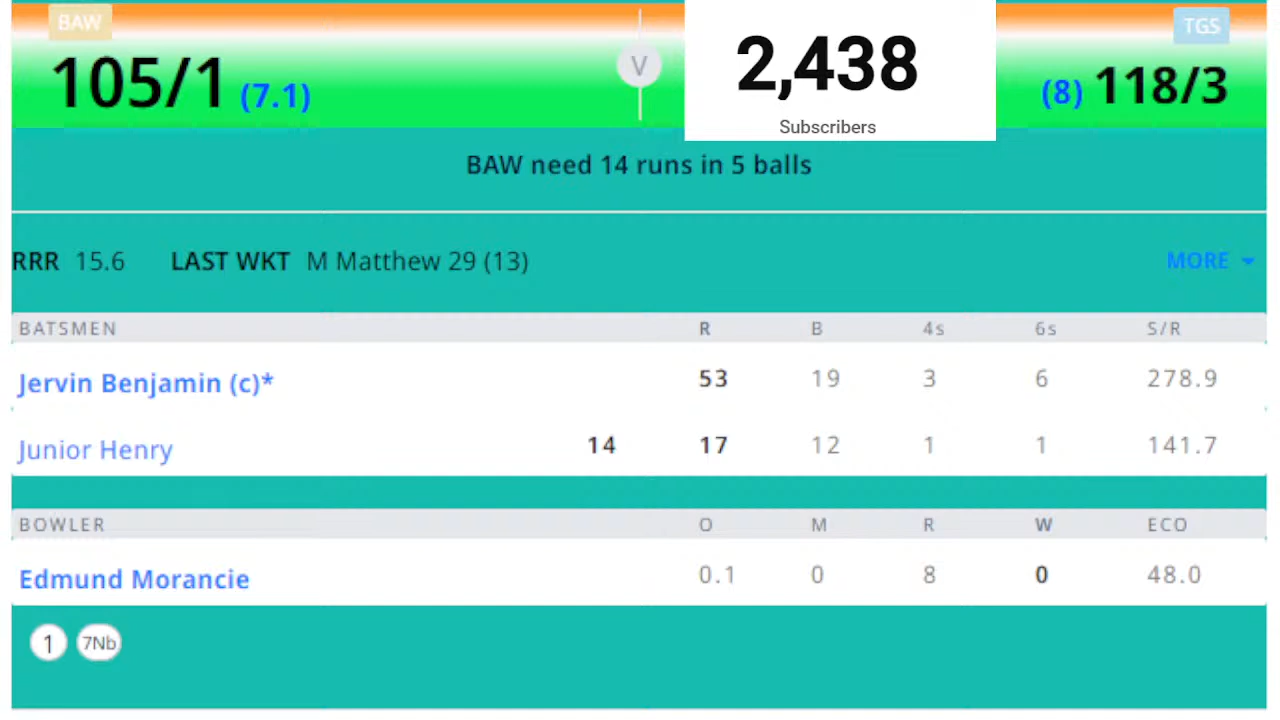 BAW
TGS
V
105/1 (7.1)
2,438
(8) 118/3
Subscribers
BAW need 14 runs in 5 balls
RRR 15.6 LAST WKT M Matthew 29 (13) MORE
BATSMEN R B 4s 6s S/R
Jervin Benjamin (c)* 53 19 3 6 278.9
Junior Henry 14 17 12 1 1 141.7
BOWLER O M R W ECO
Edmund Morancie 0.1 0 8 0 48.0
1 7Nb